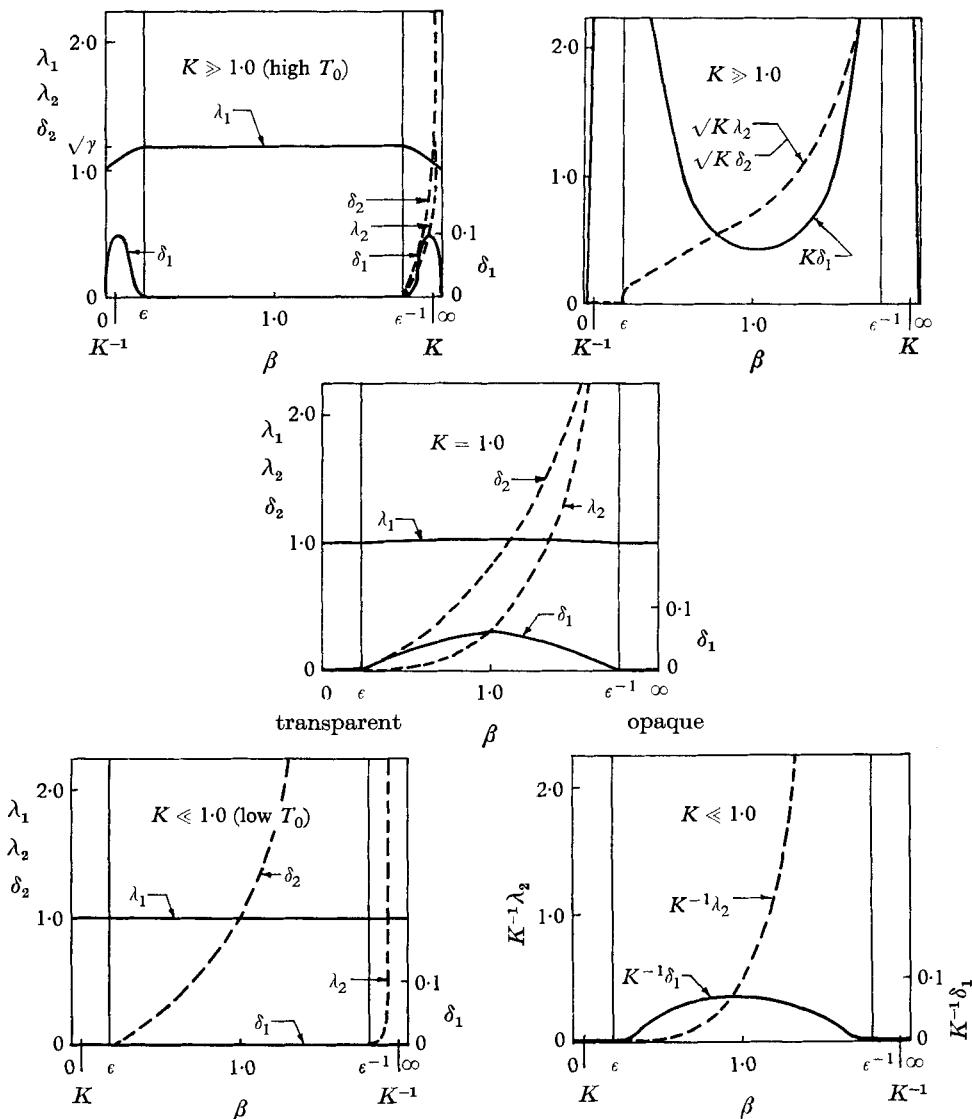 2·0
λ₁
λ₂
δ₂
√γ
1·0
0
K ≫ 1·0 (high T₀)
λ₁
δ₁
δ₂
λ₂
δ₁
0·1
δ₁
0
ϵ
1·0
ϵ⁻¹
∞
K⁻¹
β
K
2·0
1·0
0
K ≫ 1·0
√K λ₂
√K δ₂
Kδ₁
ϵ
1·0
ϵ⁻¹
∞
K⁻¹
β
K
2·0
λ₁
λ₂
δ₂
1·0
0
K = 1·0
δ₂
λ₂
λ₁
δ₁
0·1
δ₁
0
0
ϵ
1·0
ϵ⁻¹
∞
transparent
β
opaque
2·0
λ₁
λ₂
δ₂
1·0
0
K ≪ 1·0 (low T₀)
λ₁
δ₂
λ₂
δ₁
0·1
δ₁
0
ϵ
1·0
ϵ⁻¹
∞
K
β
K⁻¹
2·0
K⁻¹λ₂
1·0
0
K ≪ 1·0
K⁻¹λ₂
K⁻¹δ₁
0·1
K⁻¹δ₁
0
ϵ
1·0
ϵ⁻¹
∞
K
β
K⁻¹